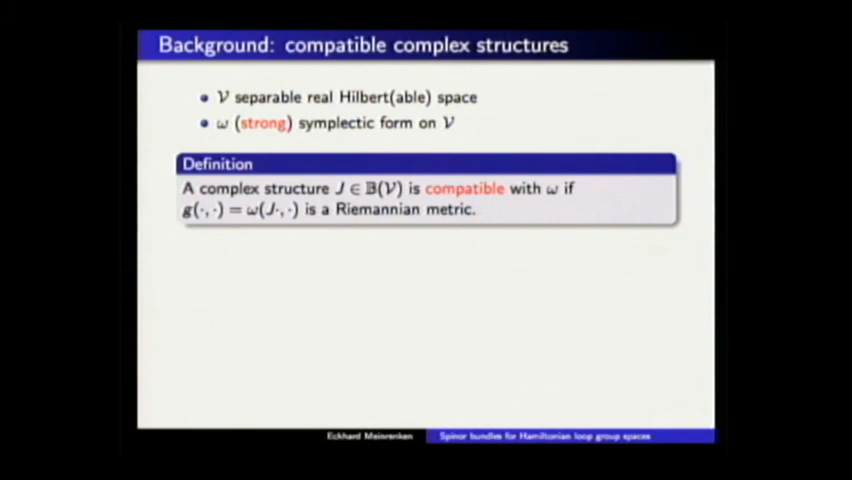 Background: compatible complex structures
• 𝒱 separable real Hilbert(able) space
• ω (strong) symplectic form on 𝒱
Definition
A complex structure J ∈ 𝔹(𝒱) is compatible with ω if
g(·, ·) = ω(J·, ·) is a Riemannian metric.
Eckhard Meinrenken Spinor bundles for Hamiltonian loop group spaces